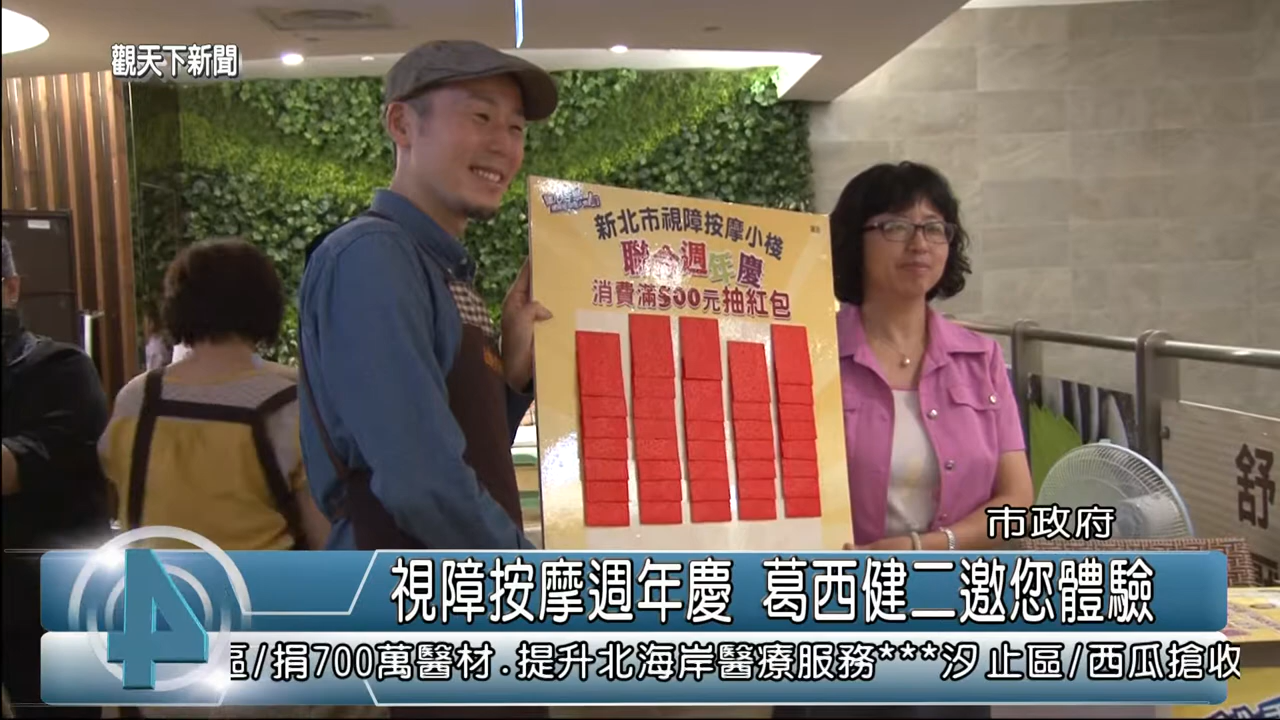 觀天下新聞
新北市視障按摩小棧
聯合週年慶
消費滿500元抽紅包
舒
市政府
4
視障按摩週年慶 葛西健二邀您體驗
區/捐700萬醫材.提升北海岸醫療服務***汐止區/西瓜搶收